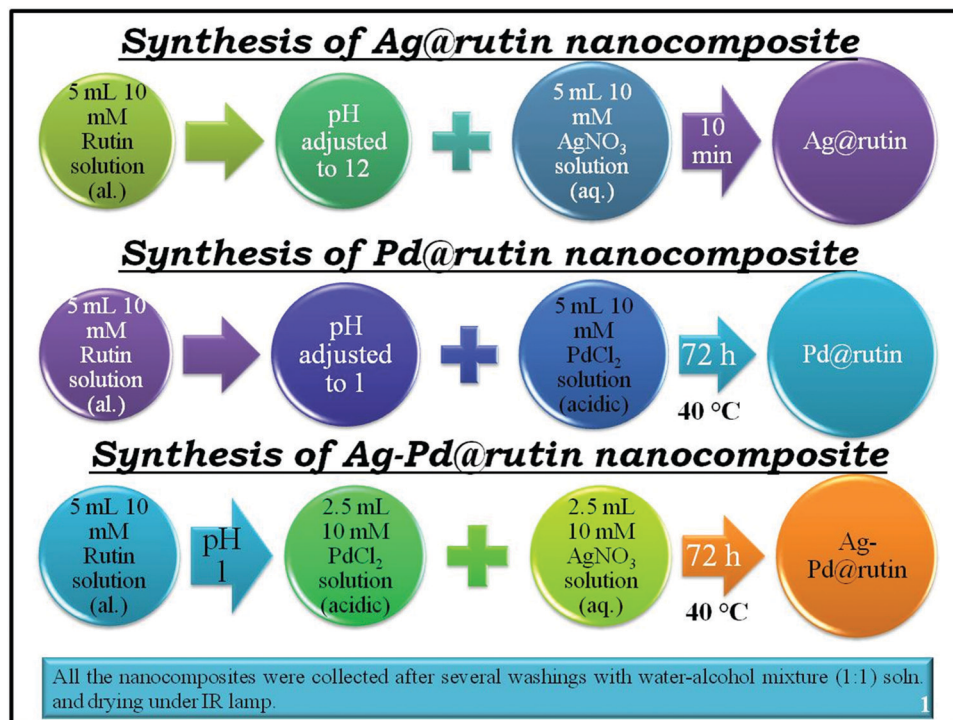 Synthesis of Ag@rutin nanocomposite
5 mL 10
mM
Rutin
solution
(al.)
pH
adjusted
to 12
5 mL 10
mM
AgNO₃
solution
(aq.)
10
min
Ag@rutin
Synthesis of Pd@rutin nanocomposite
5 mL 10
mM
Rutin
solution
(al.)
pH
adjusted
to 1
5 mL 10
mM
PdCl₂
solution
(acidic)
72 h
40 °C
Pd@rutin
Synthesis of Ag-Pd@rutin nanocomposite
5 mL 10
mM
Rutin
solution
(al.)
pH
1
2.5 mL
10 mM
PdCl₂
solution
(acidic)
2.5 mL
10 mM
AgNO₃
solution
(aq.)
72 h
40 °C
Ag-
Pd@rutin
All the nanocomposites were collected after several washings with water-alcohol mixture (1:1) soln.
and drying under IR lamp.
1